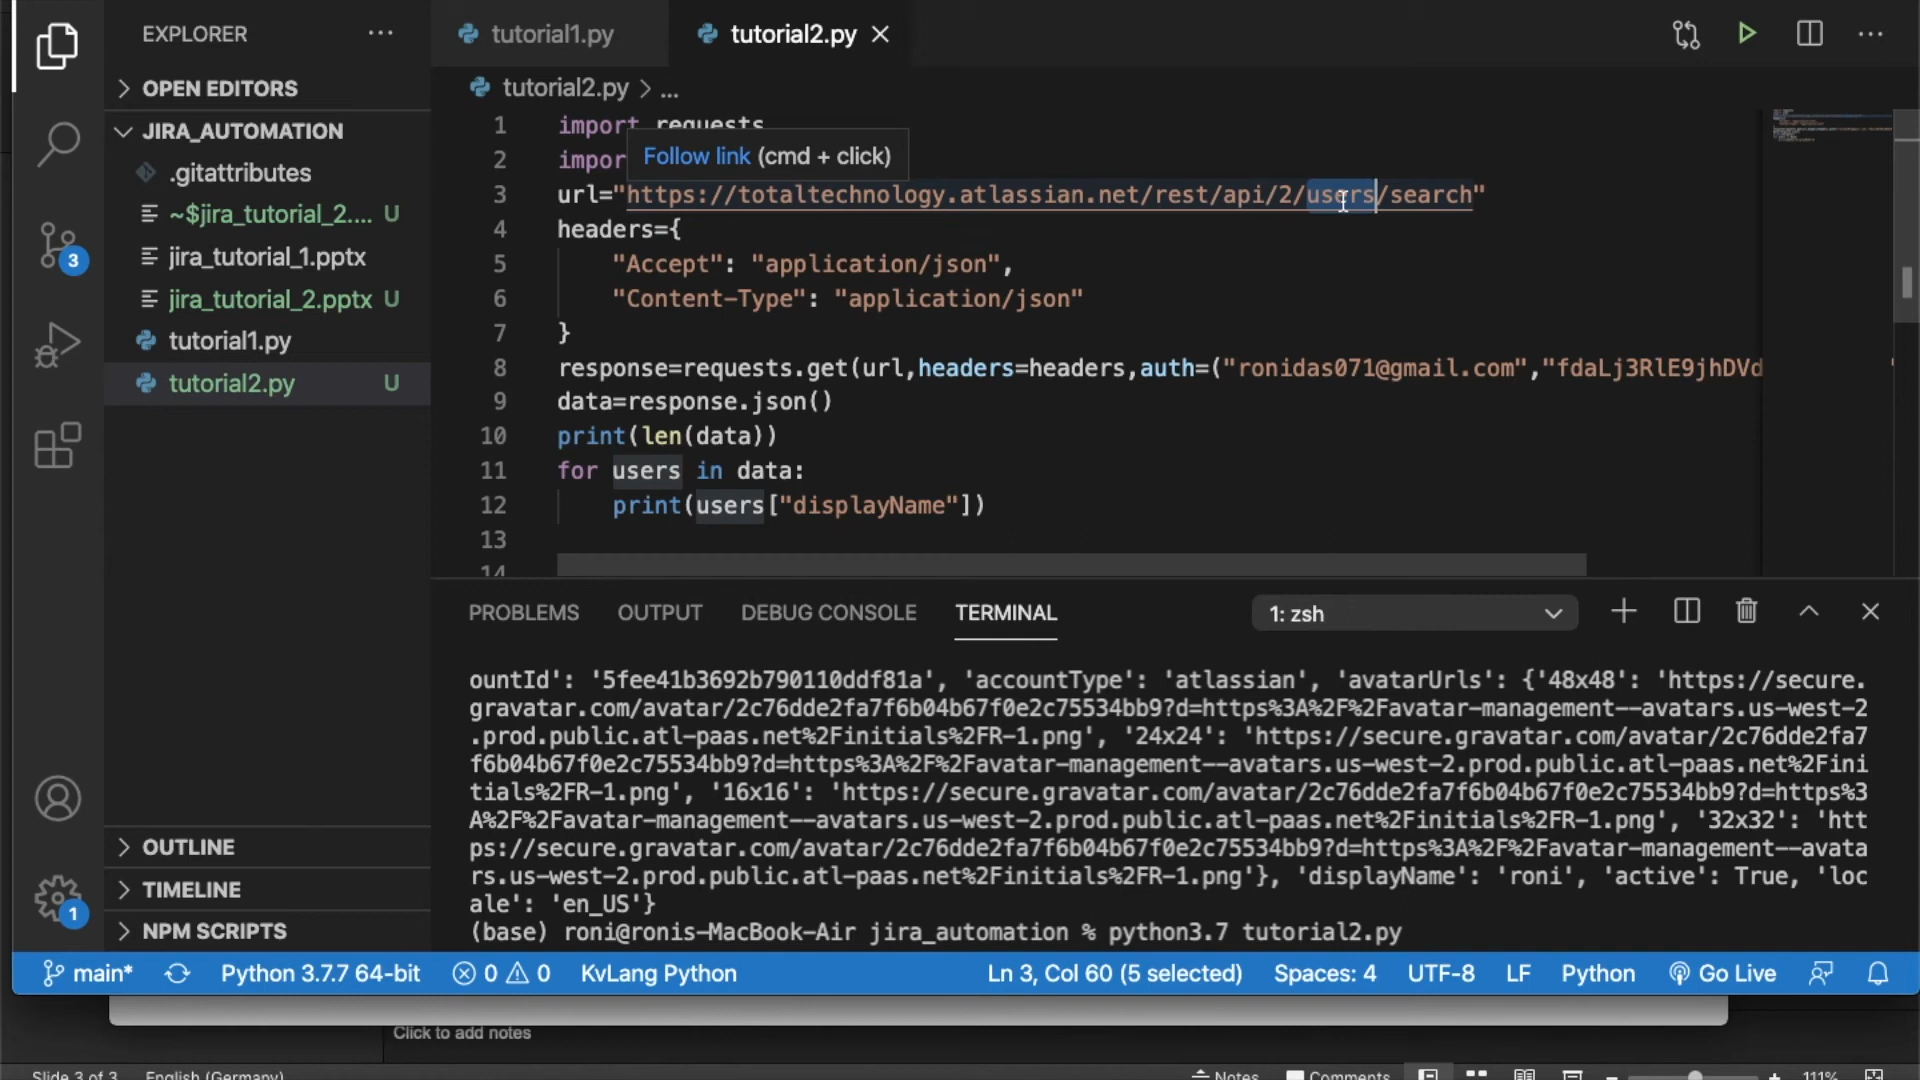 EXPLORER
OPEN EDITORS
JIRA_AUTOMATION
.gitattributes
~$jira_tutorial_2.... U
jira_tutorial_1.pptx
jira_tutorial_2.pptx U
tutorial1.py
tutorial2.py U
OUTLINE
TIMELINE
NPM SCRIPTS
3
1
tutorial1.py
tutorial2.py
tutorial2.py > ...
1 import requests
2 impor
Follow link (cmd + click)
3 url="https://totaltechnology.atlassian.net/rest/api/2/users/search"
4 headers={
5 "Accept": "application/json",
6 "Content-Type": "application/json"
7 }
8 response=requests.get(url,headers=headers,auth=("ronidas071@gmail.com","fdaLj3RlE9jhDVd
9 data=response.json()
10 print(len(data))
11 for users in data:
12 print(users["displayName"])
13
14
PROBLEMS OUTPUT DEBUG CONSOLE TERMINAL 1: zsh
ountId': '5fee41b3692b790110ddf81a', 'accountType': 'atlassian', 'avatarUrls': {'48x48': 'https://secure.
gravatar.com/avatar/2c76dde2fa7f6b04b67f0e2c75534bb9?d=https%3A%2F%2Favatar-management--avatars.us-west-2
.prod.public.atl-paas.net%2Finitials%2FR-1.png', '24x24': 'https://secure.gravatar.com/avatar/2c76dde2fa7
f6b04b67f0e2c75534bb9?d=https%3A%2F%2Favatar-management--avatars.us-west-2.prod.public.atl-paas.net%2Fini
tials%2FR-1.png', '16x16': 'https://secure.gravatar.com/avatar/2c76dde2fa7f6b04b67f0e2c75534bb9?d=https%3
A%2F%2Favatar-management--avatars.us-west-2.prod.public.atl-paas.net%2Finitials%2FR-1.png', '32x32': 'htt
ps://secure.gravatar.com/avatar/2c76dde2fa7f6b04b67f0e2c75534bb9?d=https%3A%2F%2Favatar-management--avata
rs.us-west-2.prod.public.atl-paas.net%2Finitials%2FR-1.png'}, 'displayName': 'roni', 'active': True, 'loc
ale': 'en_US'}
(base) roni@ronis-MacBook-Air jira_automation % python3.7 tutorial2.py
main* Python 3.7.7 64-bit 0 0 KvLang Python Ln 3, Col 60 (5 selected) Spaces: 4 UTF-8 LF Python Go Live
Click to add notes
Slide 3 of 3 English (Germany) Notes Comments 111%